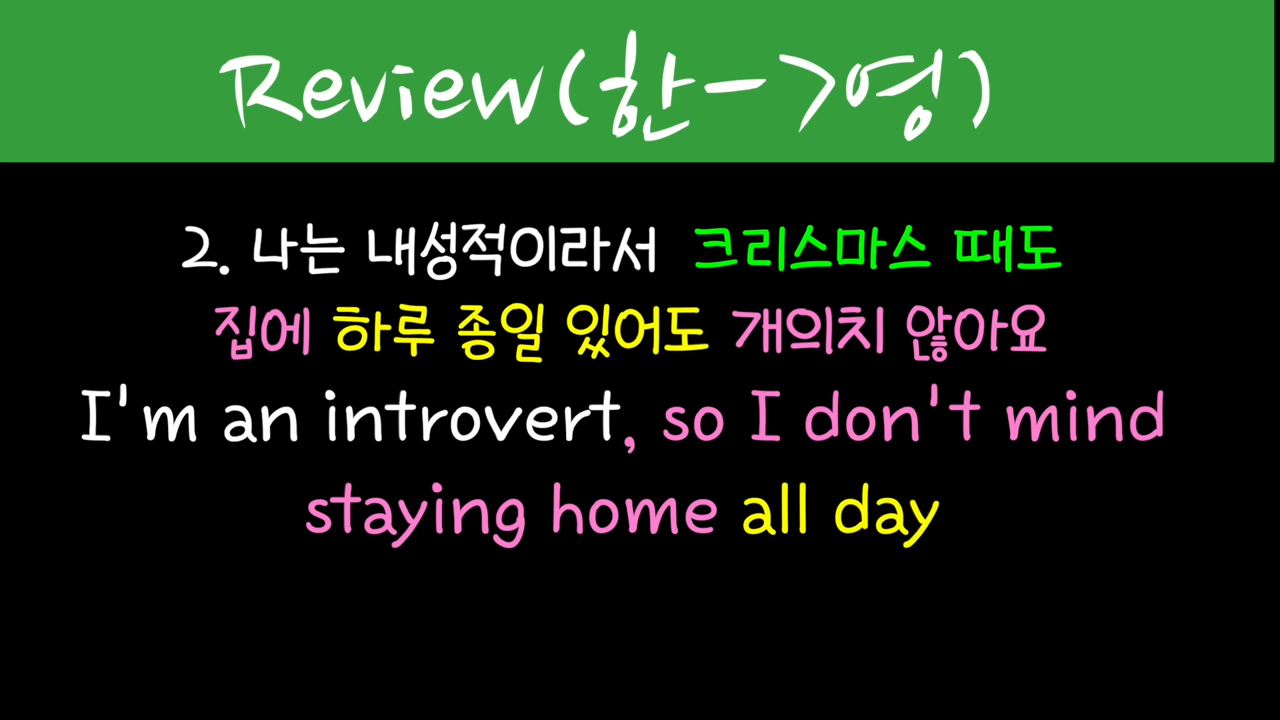 Review(한->영)
2. 나는 내성적이라서 크리스마스 때도
집에 하루 종일 있어도 개의치 않아요
I'm an introvert, so I don't mind
staying home all day